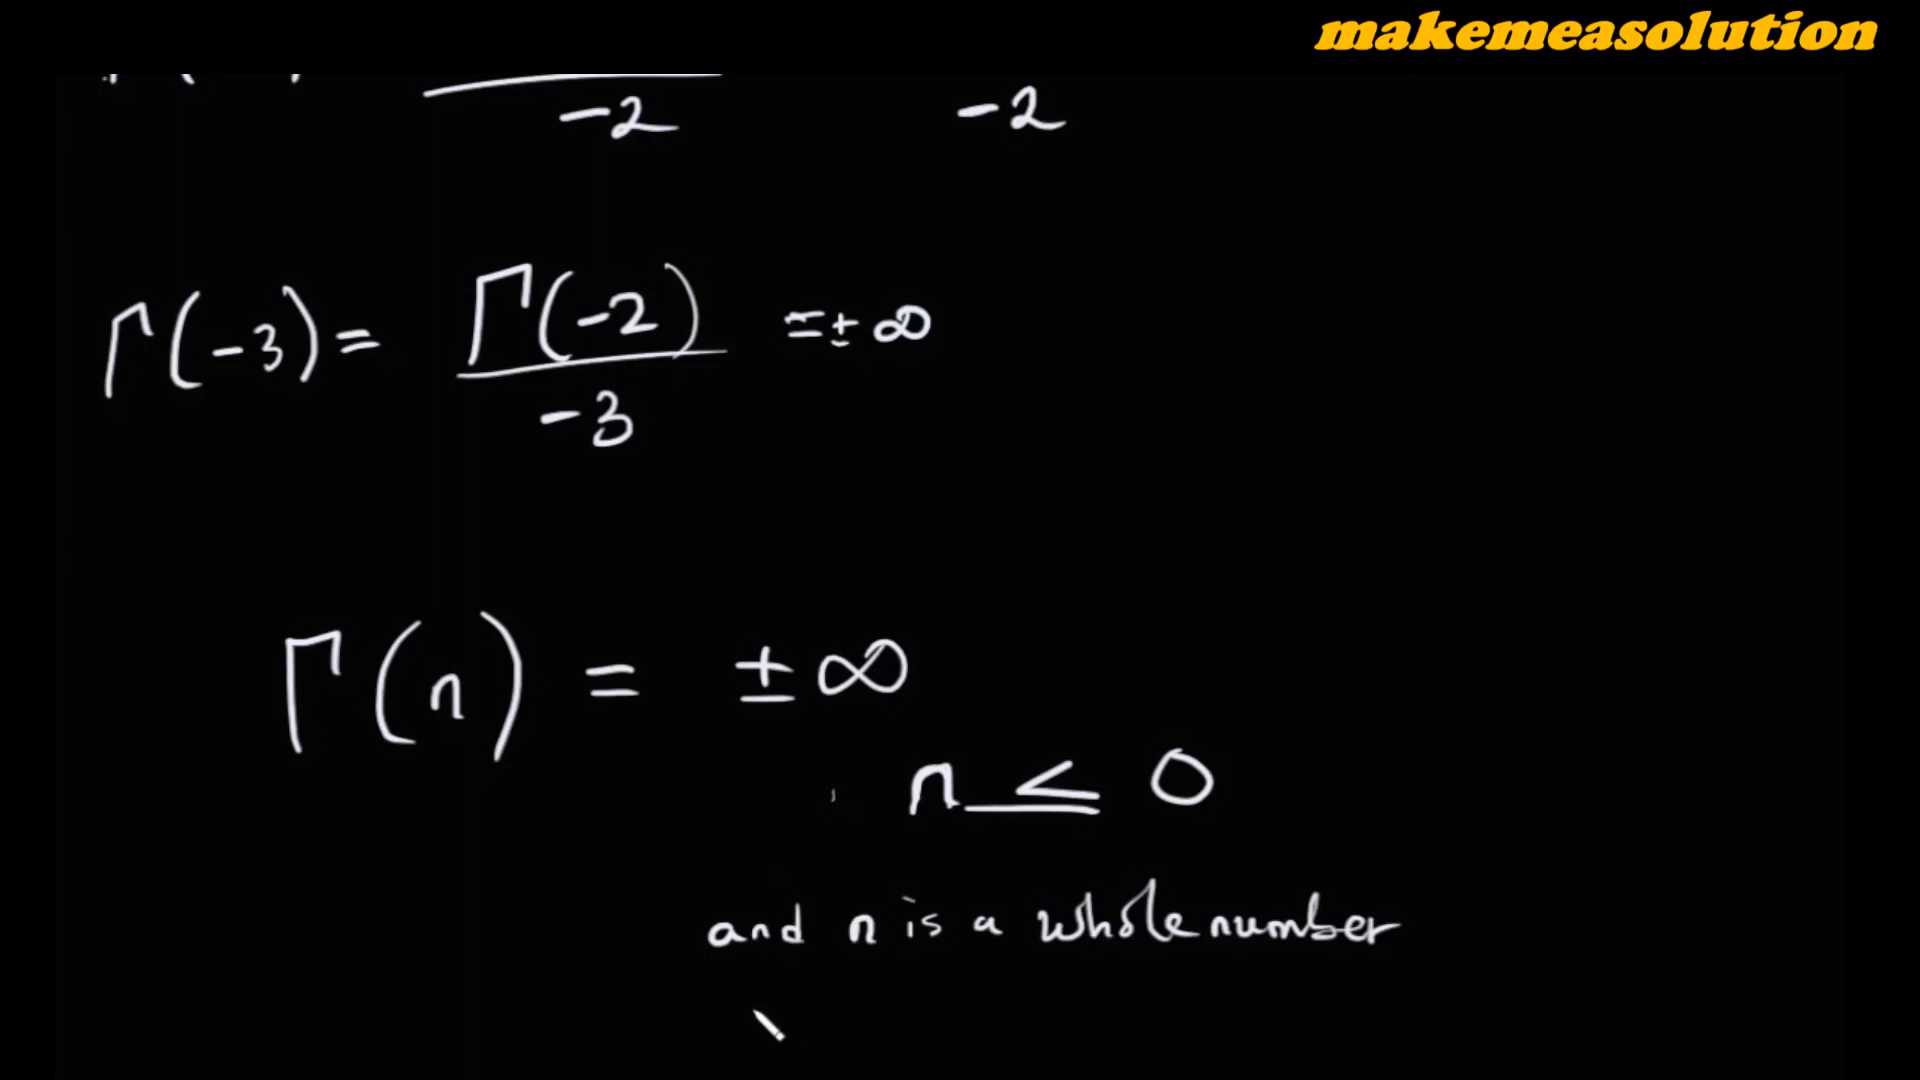 makemeasolution
-2 -2
Γ(-3) = Γ(-2) / -3 = ± ∞
Γ(n) = ± ∞
n ≤ 0
and n is a whole number